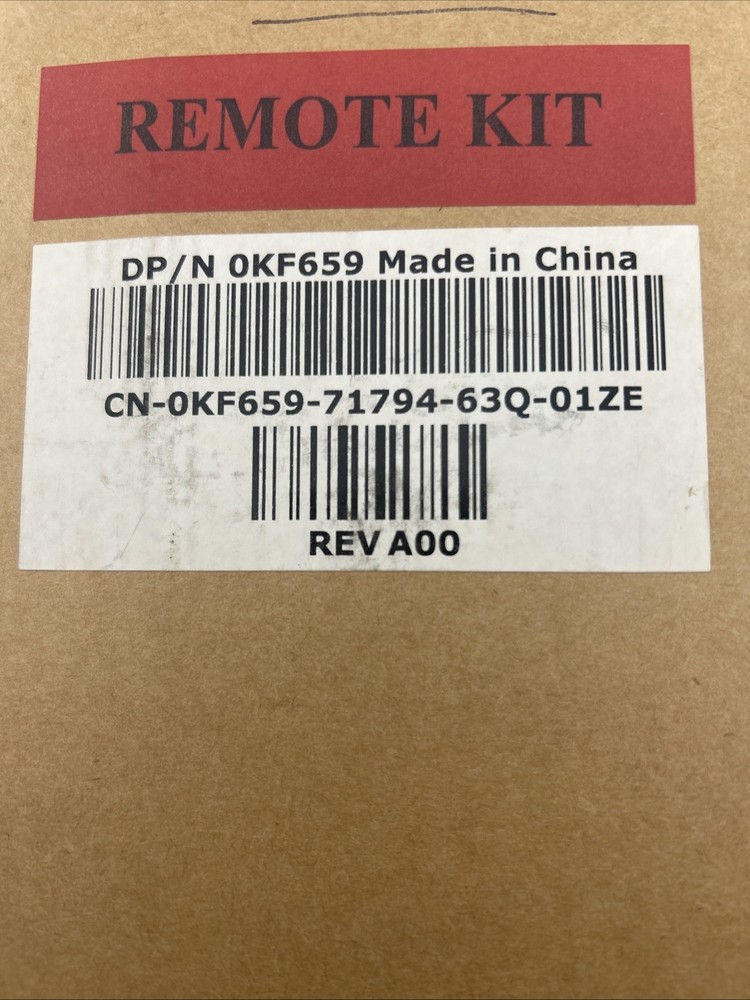 REMOTE KIT
DP/N 0KF659 Made in China
CN-0KF659-71794-63Q-01ZE
REV A00